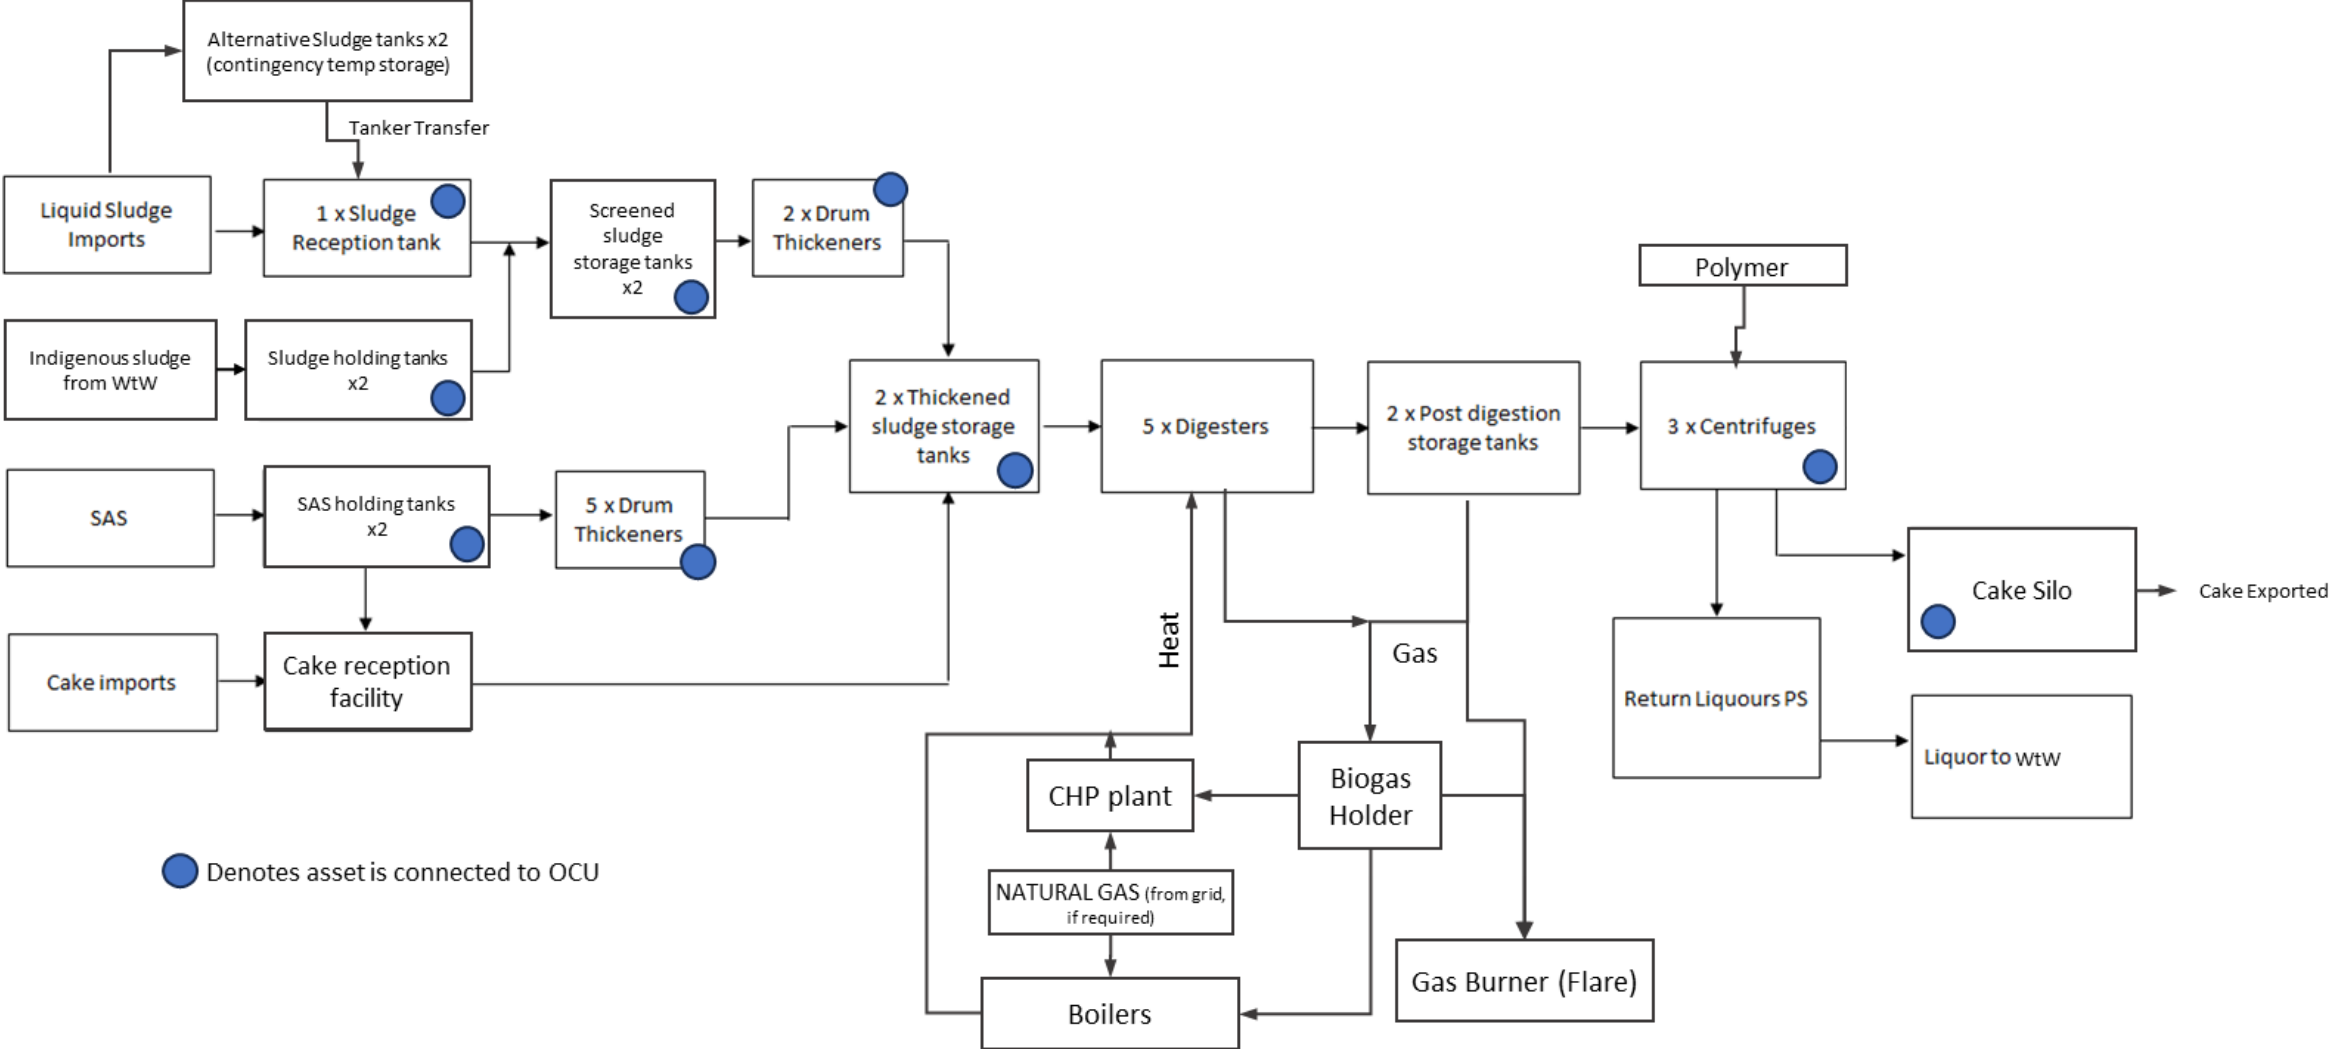 Alternative Sludge tanks x2
(contingency temp storage)
Tanker Transfer
Liquid Sludge
Imports
1 x Sludge
Reception tank
Screened
sludge
storage tanks
x2
2 x Drum
Thickeners
Polymer
Indigenous sludge
from WtW
Sludge holding tanks
x2
2 x Thickened
sludge storage
tanks
5 x Digesters
2 x Post digestion
storage tanks
3 x Centrifuges
SAS
SAS holding tanks
x2
5 x Drum
Thickeners
Cake Silo
Cake Exported
Cake imports
Cake reception
facility
Heat
Gas
Return Liquours PS
Liquor to WtW
CHP plant
Biogas
Holder
Denotes asset is connected to OCU
NATURAL GAS (from grid,
if required)
Gas Burner (Flare)
Boilers